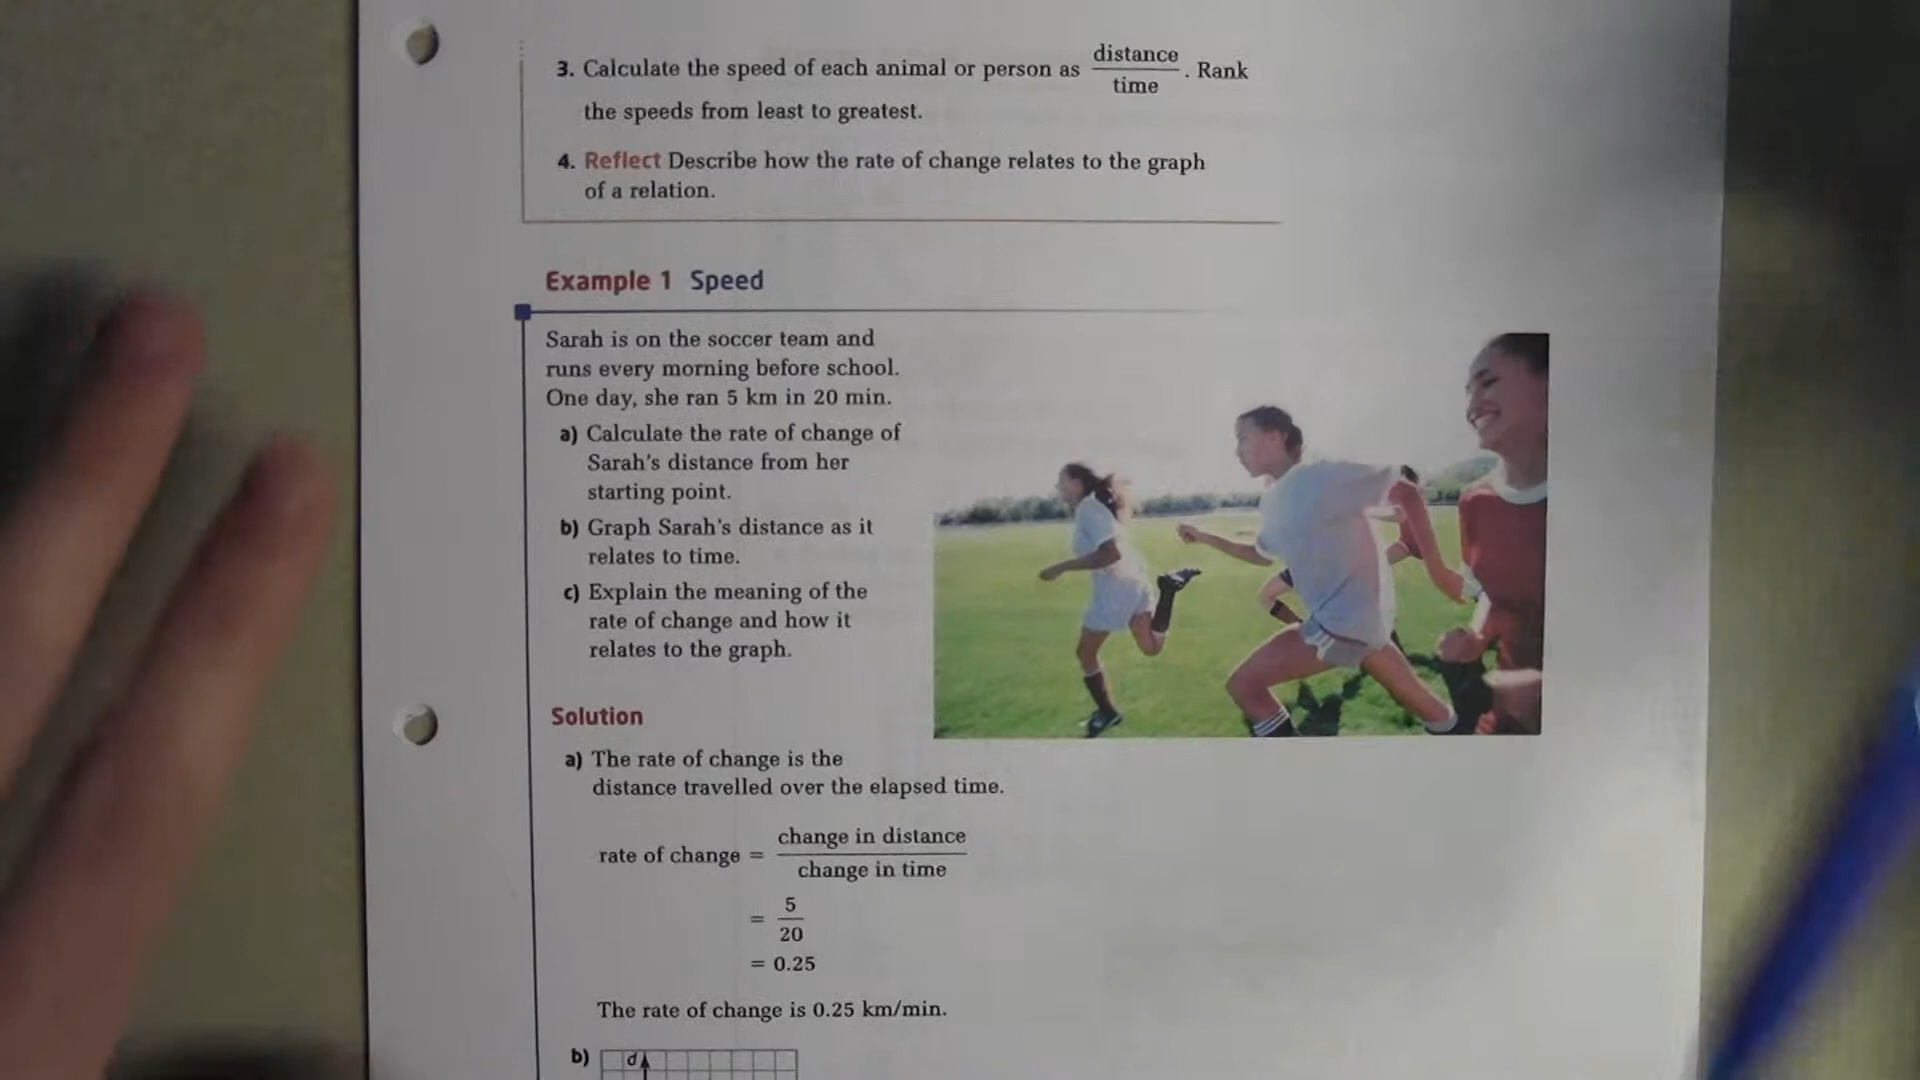 3. Calculate the speed of each animal or person as distance/time. Rank
the speeds from least to greatest.
4. Reflect Describe how the rate of change relates to the graph
of a relation.
Example 1 Speed
Sarah is on the soccer team and
runs every morning before school.
One day, she ran 5 km in 20 min.
a) Calculate the rate of change of
Sarah's distance from her
starting point.
b) Graph Sarah's distance as it
relates to time.
c) Explain the meaning of the
rate of change and how it
relates to the graph.
Solution
a) The rate of change is the
distance travelled over the elapsed time.
rate of change = change in distance/change in time
= 5/20
= 0.25
The rate of change is 0.25 km/min.
b) d